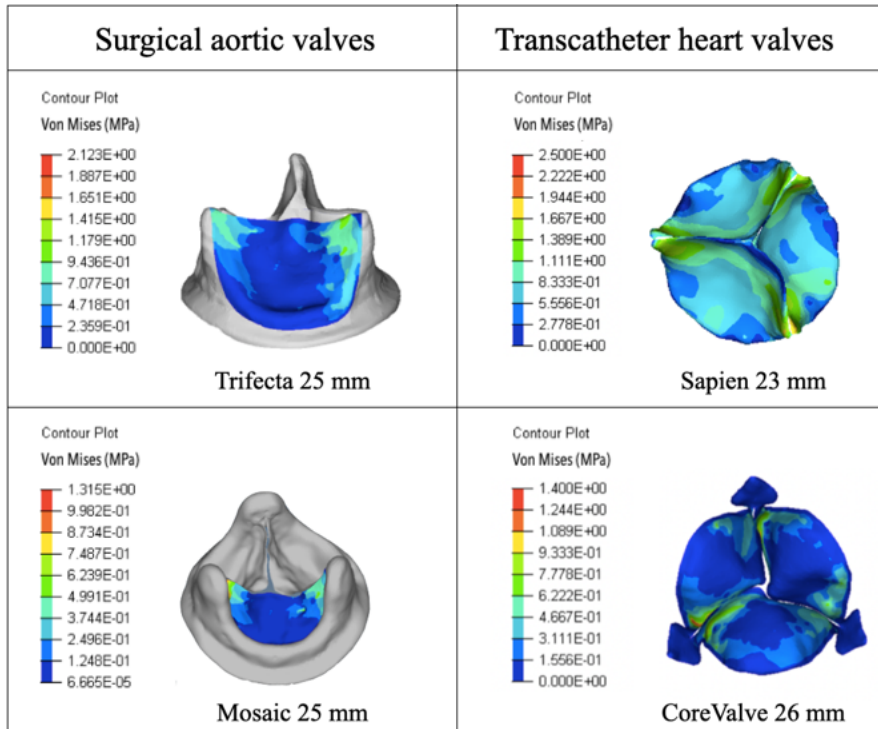 Surgical aortic valves
Transcatheter heart valves
Contour Plot
Von Mises (MPa)
2.123E+00
1.887E+00
1.651E+00
1.415E+00
1.179E+00
9.436E-01
7.077E-01
4.718E-01
2.359E-01
0.000E+00
Trifecta 25 mm
Contour Plot
Von Mises (MPa)
2.500E+00
2.222E+00
1.944E+00
1.667E+00
1.389E+00
1.111E+00
8.333E-01
5.556E-01
2.778E-01
0.000E+00
Sapien 23 mm
Contour Plot
Von Mises (MPa)
1.315E+00
9.982E-01
8.734E-01
7.487E-01
6.239E-01
4.991E-01
3.744E-01
2.496E-01
1.248E-01
6.665E-05
Mosaic 25 mm
Contour Plot
Von Mises (MPa)
1.400E+00
1.244E+00
1.089E+00
9.333E-01
7.778E-01
6.222E-01
4.667E-01
3.111E-01
1.556E-01
0.000E+00
CoreValve 26 mm